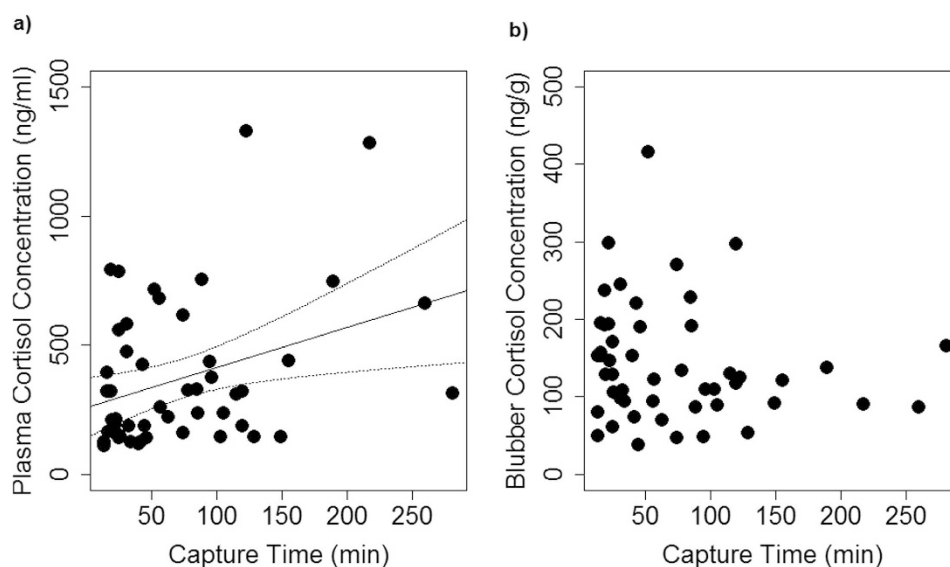 a)
Plasma Cortisol Concentration (ng/ml)
1500
1000
500
0
50 100 150 200 250
Capture Time (min)
b)
Blubber Cortisol Concentration (ng/g)
500
400
300
200
100
0
50 100 150 200 250
Capture Time (min)